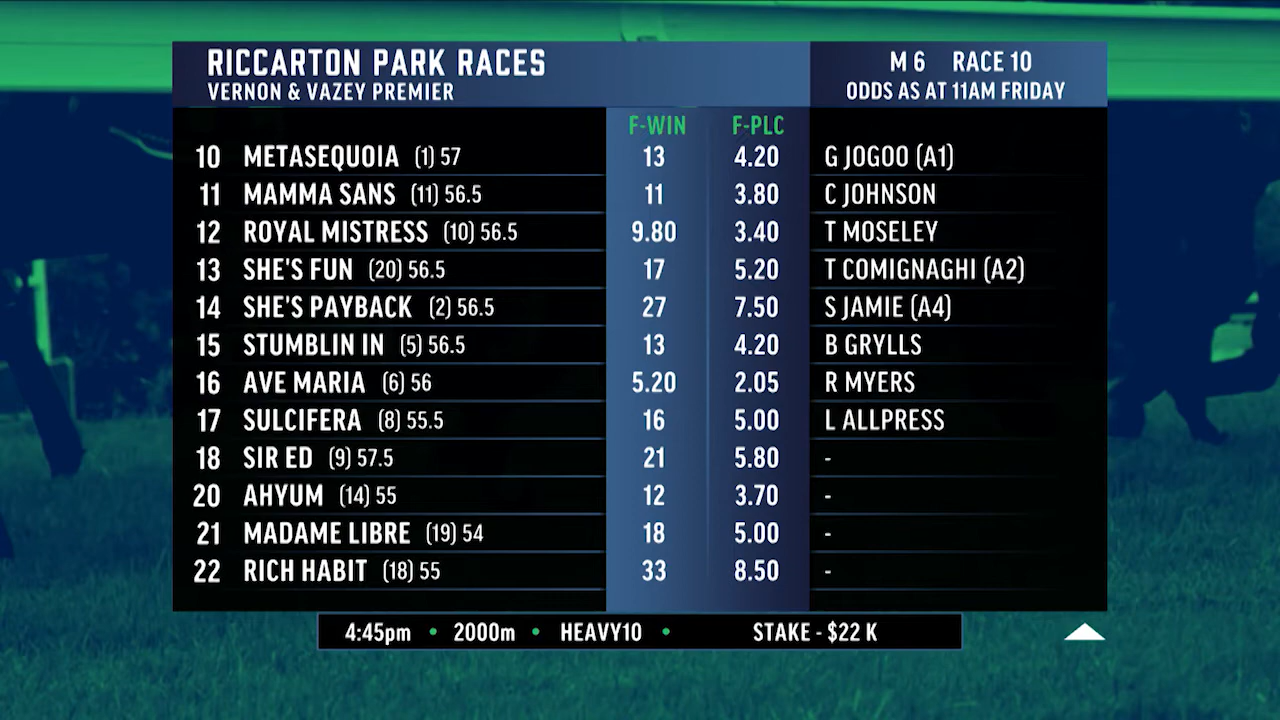 RICCARTON PARK RACES
VERNON & VAZEY PREMIER
M 6 RACE 10
ODDS AS AT 11AM FRIDAY
F-WIN F-PLC
10 METASEQUOIA (1) 57 13 4.20 G JOGOO (A1)
11 MAMMA SANS (11) 56.5 11 3.80 C JOHNSON
12 ROYAL MISTRESS (10) 56.5 9.80 3.40 T MOSELEY
13 SHE'S FUN (20) 56.5 17 5.20 T COMIGNAGHI (A2)
14 SHE'S PAYBACK (2) 56.5 27 7.50 S JAMIE (A4)
15 STUMBLIN IN (5) 56.5 13 4.20 B GRYLLS
16 AVE MARIA (6) 56 5.20 2.05 R MYERS
17 SULCIFERA (8) 55.5 16 5.00 L ALLPRESS
18 SIR ED (9) 57.5 21 5.80 -
20 AHYUM (14) 55 12 3.70 -
21 MADAME LIBRE (19) 54 18 5.00 -
22 RICH HABIT (18) 55 33 8.50 -
4:45pm • 2000m • HEAVY10 • STAKE - $22 K